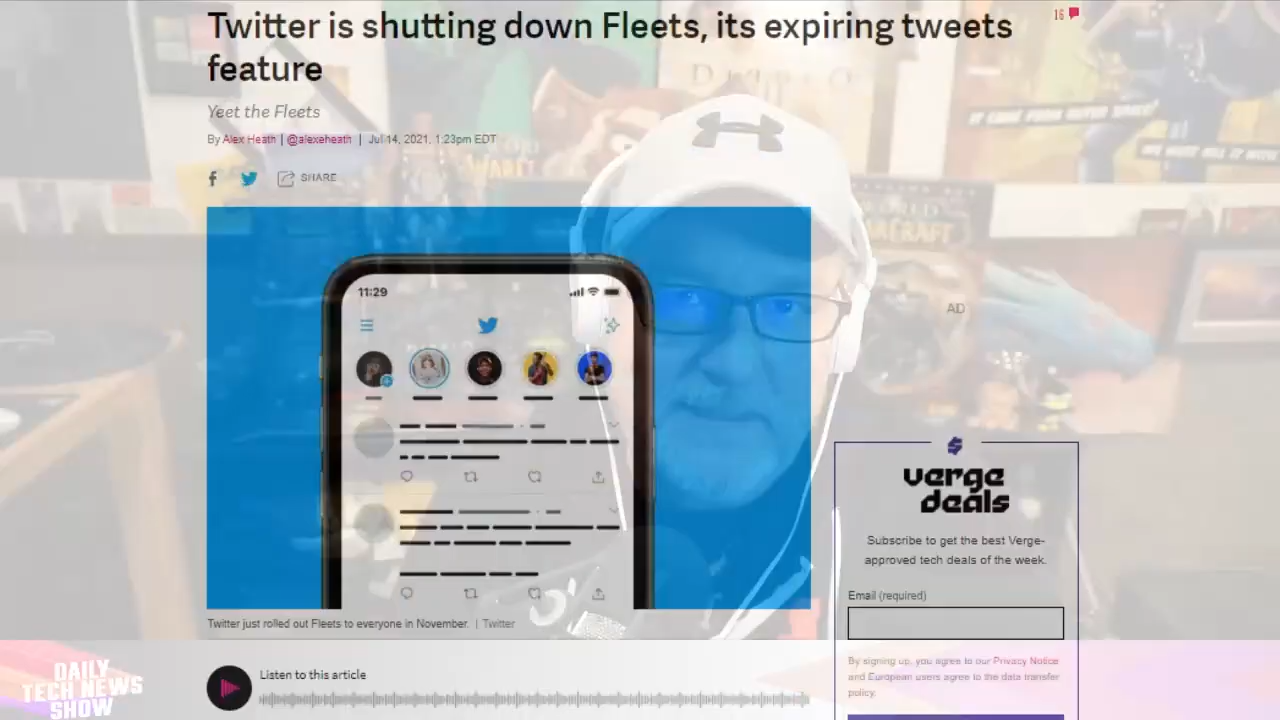 Twitter is shutting down Fleets, its expiring tweets
feature
16
Yeet the Fleets
By Alex Heath | @alexeheath | Jul 14, 2021, 1:23pm EDT
SHARE
DIABLO
11:29
AD
verge
deals
Subscribe to get the best Verge-
approved tech deals of the week.
Email (required)
Twitter just rolled out Fleets to everyone in November. | Twitter
By signing up, you agree to our Privacy Notice
and European users agree to the data transfer
policy.
Listen to this article
DAILY
TECH NEWS
SHOW